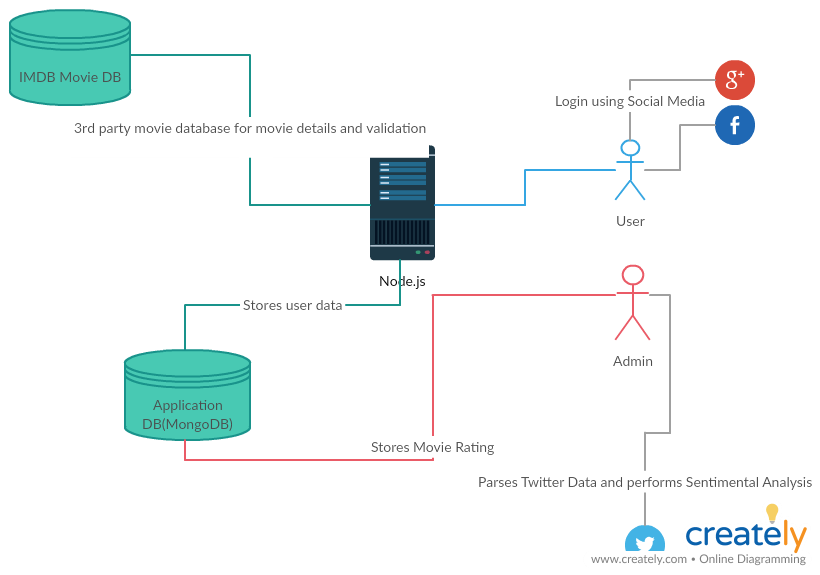 IMDB Movie DB
g+
Login using Social Media
f
3rd party movie database for movie details and validation
User
Node.js
Stores user data
Admin
Application
DB(MongoDB)
Stores Movie Rating
Parses Twitter Data and performs Sentimental Analysis
creately
www.creately.com • Online Diagramming